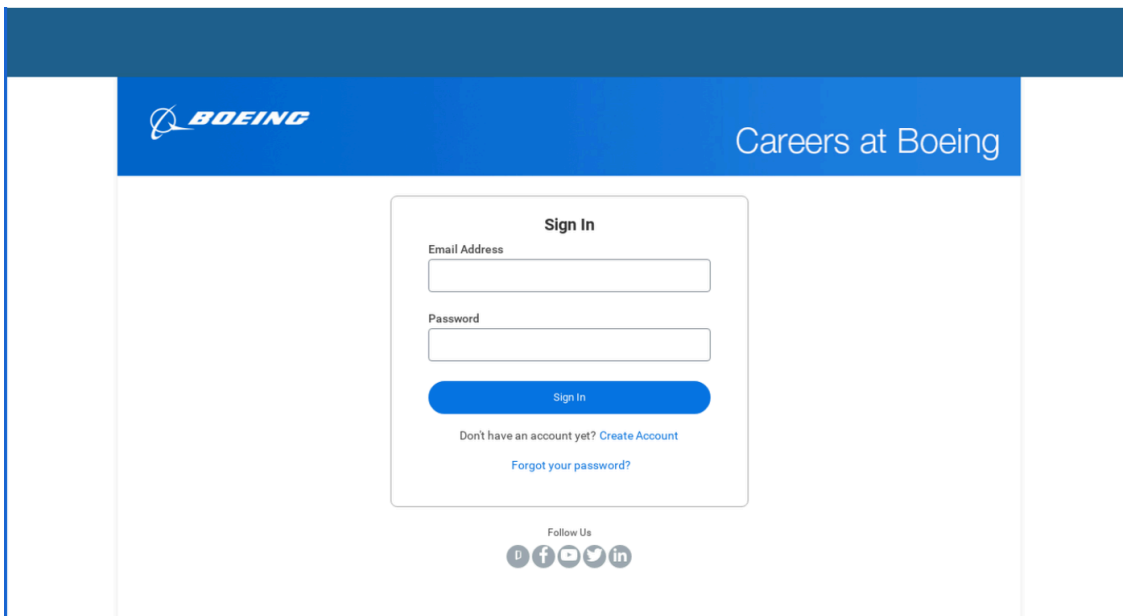 BOEING
Careers at Boeing
Sign In
Email Address
Password
Sign In
Don't have an account yet? Create Account
Forgot your password?
Follow Us
D
f
in